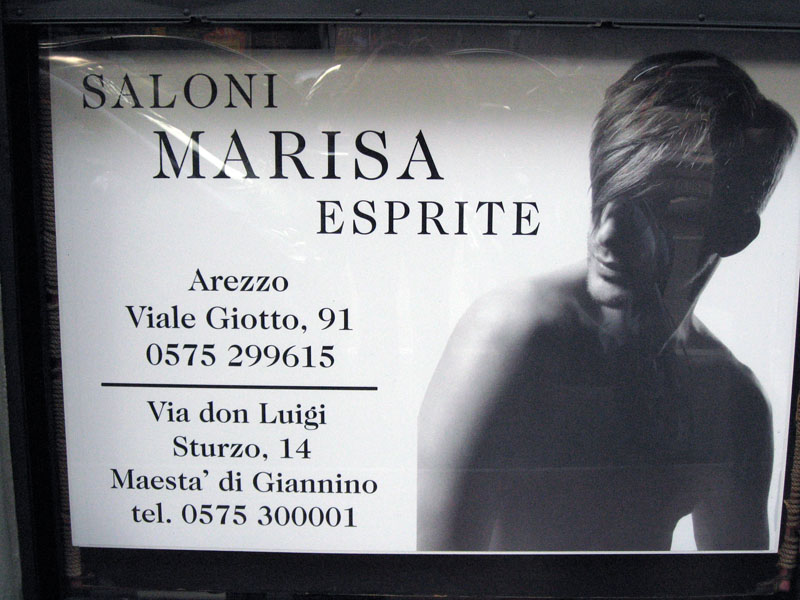 SALONI
MARISA
ESPRITE
Arezzo
Viale Giotto, 91
0575 299615
Via don Luigi
Sturzo, 14
Maesta' di Giannino
tel. 0575 300001